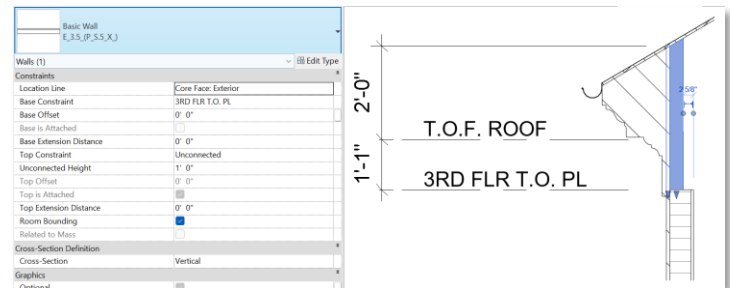 Basic Wall
E_3.5_(P_S.5_X_)
Walls (1)
Edit Type
Constraints
Location Line Core Face: Exterior
Base Constraint 3RD FLR T.O. PL
Base Offset 0' 0"
Base is Attached
Base Extension Distance 0' 0"
Top Constraint Unconnected
Unconnected Height 1' 0"
Top Offset 0' 0"
Top is Attached
Top Extension Distance 0' 0"
Room Bounding
Related to Mass
Cross-Section Definition
Cross-Section Vertical
Graphics
2'-0"
T.O.F. ROOF
1'-1"
3RD FLR T.O. PL